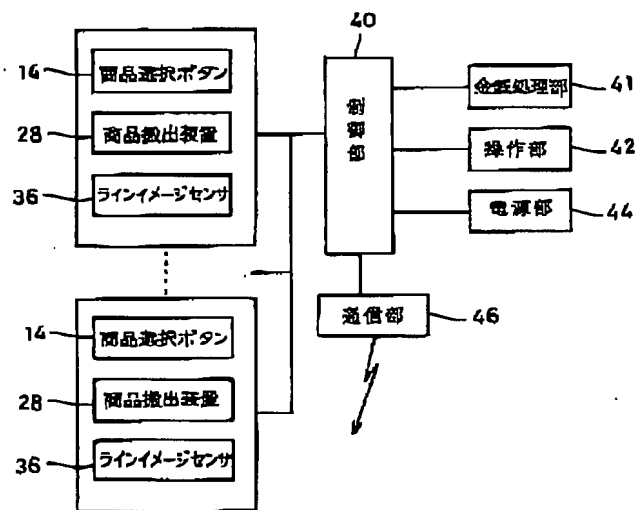 40
14
商品選択ボタン
28
商品搬出装置
36
ラインイメージセンサ
制御部
金銭処理部
41
操作部
42
電源部
44
通信部
46
14
商品選択ボタン
28
商品搬出装置
36
ラインイメージセンサ